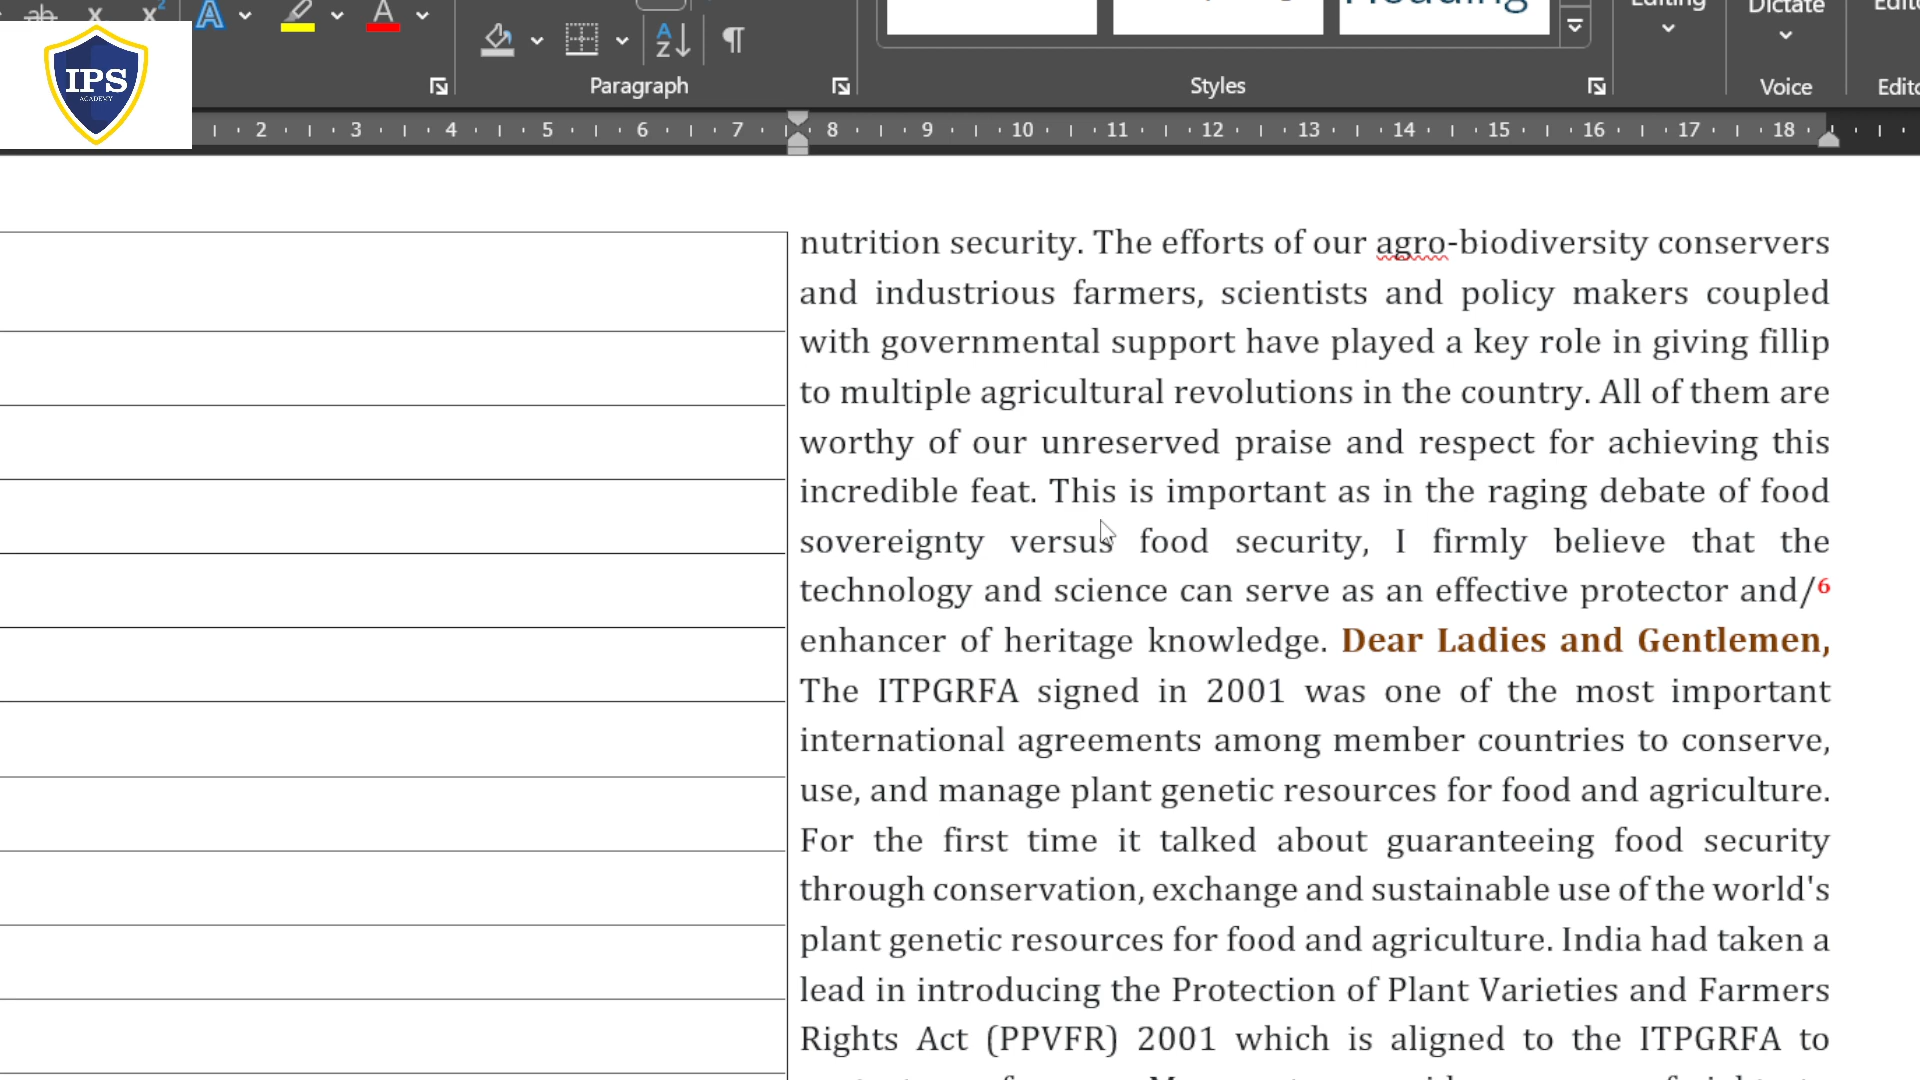 Editing
Dictate
Paragraph
Styles
Voice
IPS
ACADEMY
2 3 4 5 6 7 8 9 10 11 12 13 14 15 16 17 18
nutrition security. The efforts of our agro-biodiversity conservers
and industrious farmers, scientists and policy makers coupled
with governmental support have played a key role in giving fillip
to multiple agricultural revolutions in the country. All of them are
worthy of our unreserved praise and respect for achieving this
incredible feat. This is important as in the raging debate of food
sovereignty versus food security, I firmly believe that the
technology and science can serve as an effective protector and/6
enhancer of heritage knowledge. Dear Ladies and Gentlemen,
The ITPGRFA signed in 2001 was one of the most important
international agreements among member countries to conserve,
use, and manage plant genetic resources for food and agriculture.
For the first time it talked about guaranteeing food security
through conservation, exchange and sustainable use of the world's
plant genetic resources for food and agriculture. India had taken a
lead in introducing the Protection of Plant Varieties and Farmers
Rights Act (PPVFR) 2001 which is aligned to the ITPGRFA to